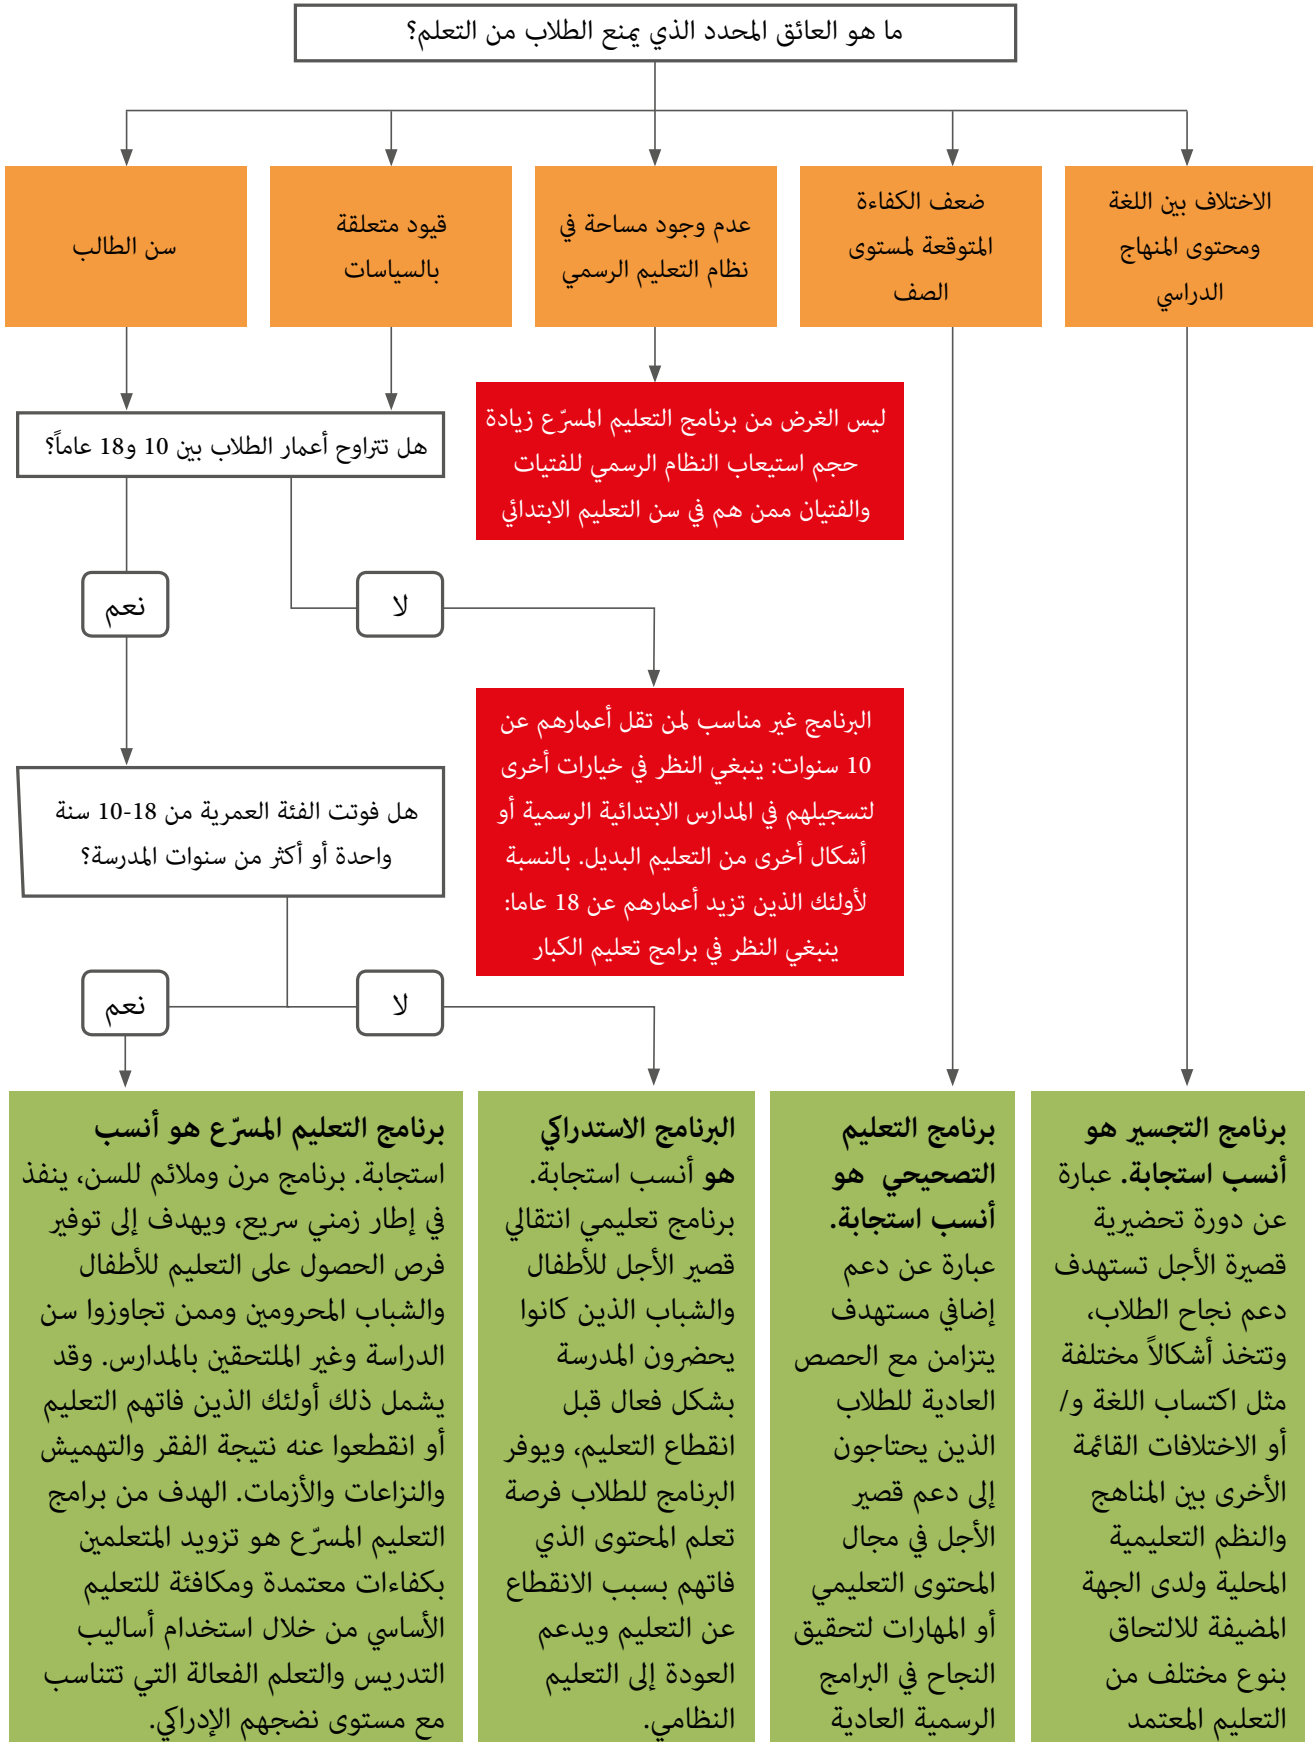 ما هو العائق المحدد الذي يمنع الطلاب من التعلم؟
الاختلاف بين اللغة
ومحتوى المنهاج
الدراسي
ضعف الكفاءة
المتوقعة لمستوى
الصف
عدم وجود مساحة في
نظام التعليم الرسمي
قيود متعلقة
بالسياسات
سن الطالب
ليس الغرض من برنامج التعليم المسرّع زيادة
حجم استيعاب النظام الرسمي للفتيات
والفتيان ممن هم في سن التعليم الابتدائي
هل تتراوح أعمار الطلاب بين 10 و18 عاماً؟
لا
نعم
البرنامج غير مناسب لمن تقل أعمارهم عن
10 سنوات: ينبغي النظر في خيارات أخرى
لتسجيلهم في المدارس الابتدائية الرسمية أو
أشكال أخرى من التعليم البديل. بالنسبة
لأولئك الذين تزيد أعمارهم عن 18 عاما:
ينبغي النظر في برامج تعليم الكبار
هل فوتت الفئة العمرية من 18-10 سنة
واحدة أو أكثر من سنوات المدرسة؟
لا
نعم
برنامج التجسير هو
أنسب استجابة. عبارة
عن دورة تحضيرية
قصيرة الأجل تستهدف
دعم نجاح الطلاب،
وتتخذ أشكالاً مختلفة
مثل اكتساب اللغة و/
أو الاختلافات القائمة
الأخرى بين المناهج
والنظم التعليمية
المحلية ولدى الجهة
المضيفة للالتحاق
بنوع مختلف من
التعليم المعتمد
برنامج التعليم
التصحيحي هو
أنسب استجابة.
عبارة عن دعم
إضافي مستهدف
يتزامن مع الحصص
العادية للطلاب
الذين يحتاجون
إلى دعم قصير
الأجل في مجال
المحتوى التعليمي
أو المهارات لتحقيق
النجاح في البرامج
الرسمية العادية
البرنامج الاستدراكي
هو أنسب استجابة.
برنامج تعليمي انتقالي
قصير الأجل للأطفال
والشباب الذين كانوا
يحضرون المدرسة
بشكل فعال قبل
انقطاع التعليم، ويوفر
البرنامج للطلاب فرصة
تعلم المحتوى الذي
فاتهم بسبب الانقطاع
عن التعليم ويدعم
العودة إلى التعليم
النظامي.
برنامج التعليم المسرّع هو أنسب
استجابة. برنامج مرن وملائم للسن، ينفذ
في إطار زمني سريع، ويهدف إلى توفير
فرص الحصول على التعليم للأطفال
والشباب المحرومين وممن تجاوزوا سن
الدراسة وغير الملتحقين بالمدارس. وقد
يشمل ذلك أولئك الذين فاتهم التعليم
أو انقطعوا عنه نتيجة الفقر والتهميش
والنزاعات والأزمات. الهدف من برامج
التعليم المسرّع هو تزويد المتعلمين
بكفاءات معتمدة ومكافئة للتعليم
الأساسي من خلال استخدام أساليب
التدريس والتعلم الفعالة التي تتناسب
مع مستوى نضجهم الإدراكي.